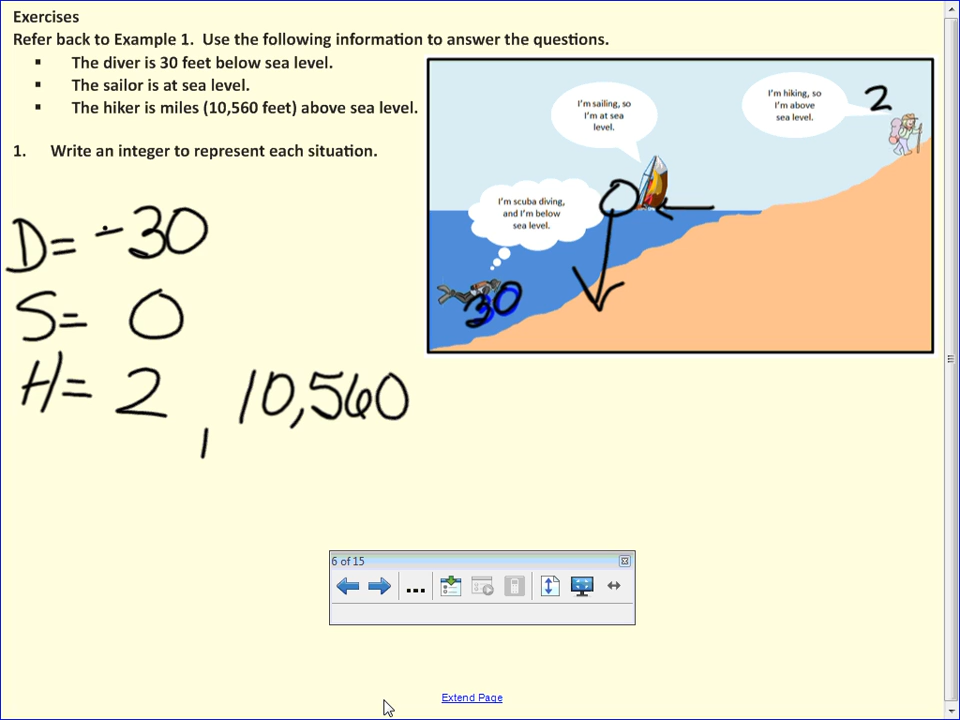 Exercises
Refer back to Example 1. Use the following information to answer the questions.
▪ The diver is 30 feet below sea level.
▪ The sailor is at sea level.
▪ The hiker is miles (10,560 feet) above sea level.
1. Write an integer to represent each situation.
I'm sailing, so
I'm at sea
level.
I'm hiking, so
I'm above
sea level.
2
I'm scuba diving,
and I'm below
sea level.
0
30
D= -30
S= 0
H= 2 , 10,560
6 of 15
...
Extend Page